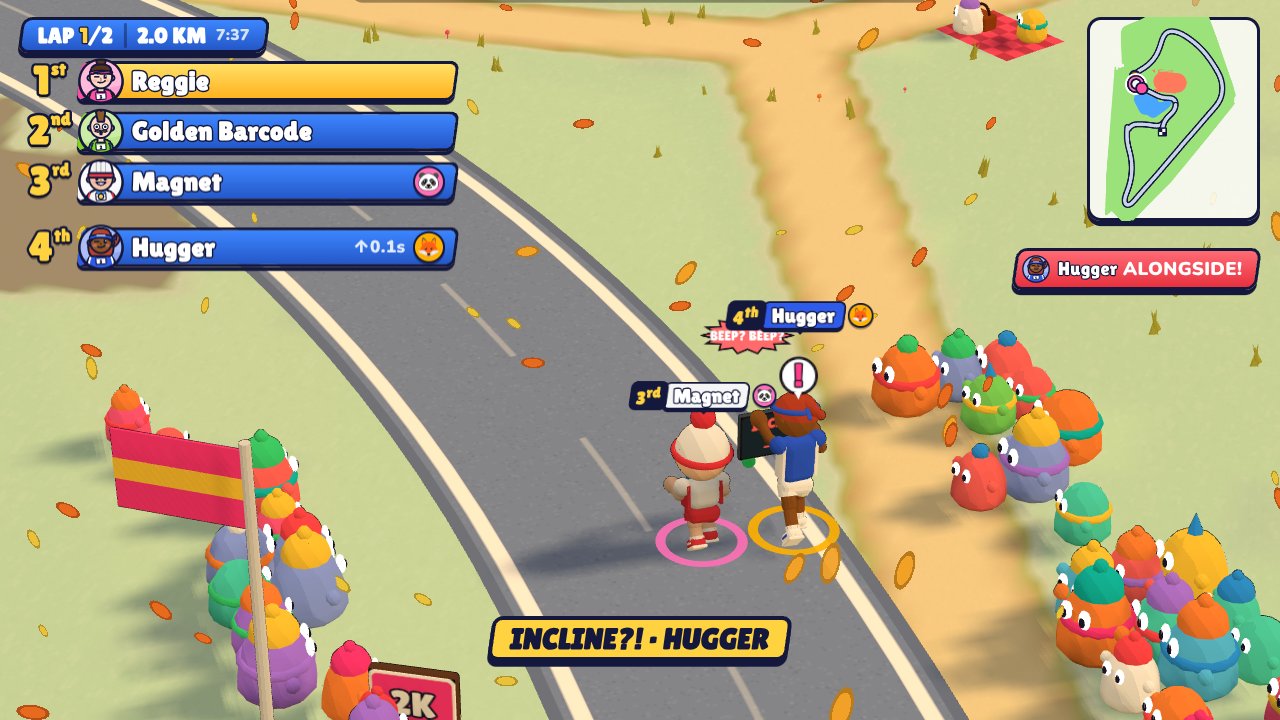 LAP 1/2 2.0 KM 7:37
1st Reggie
2nd Golden Barcode
3rd Magnet
4th Hugger ↑0.1s
Hugger ALONGSIDE!
4th Hugger
BEEP? BEEP?
!
3rd Magnet
INCLINE?! · HUGGER
2K